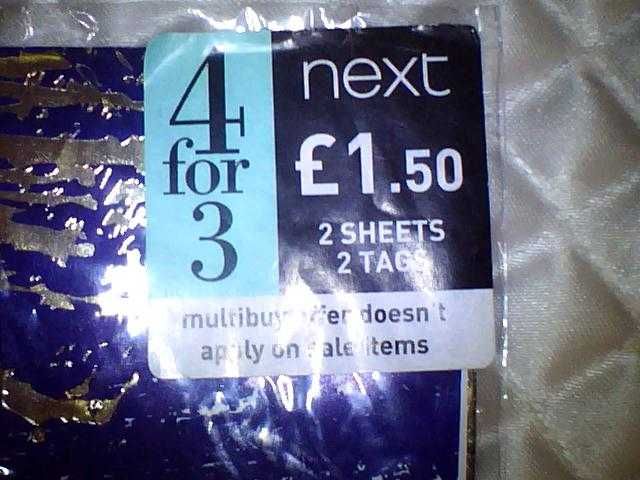 4
for
3
next
£1.50
2 SHEETS
2 TAGS
multibuy offer doesn't
apply on sale items